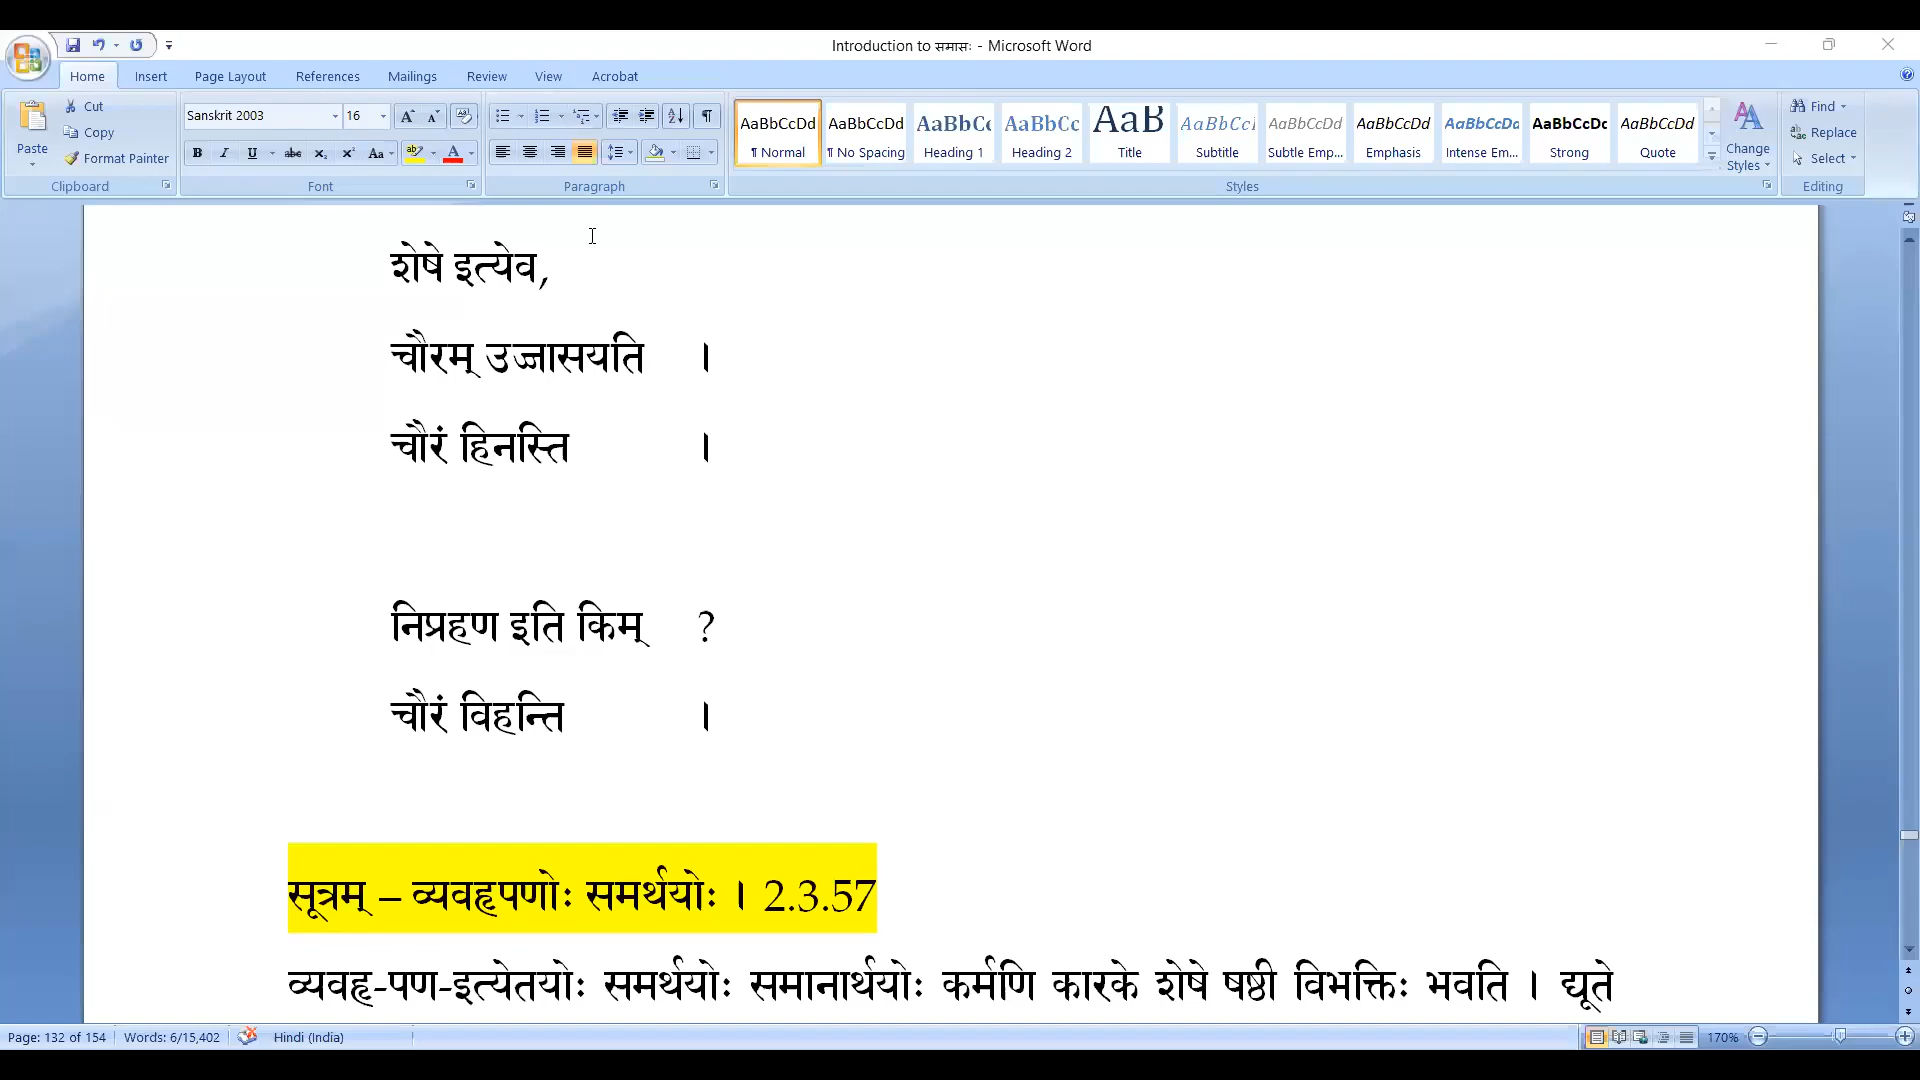 Introduction to समासः - Microsoft Word
Home Insert Page Layout References Mailings Review View Acrobat
Paste
Cut
Copy
Format Painter
Clipboard
Sanskrit 2003 16
Font
Paragraph
AaBbCcDd AaBbCcDd AaBbCc AaBbCc AaB AaBbCcI AaBbCcDd AaBbCcDd AaBbCcDd AaBbCcDc AaBbCcDd
¶ Normal ¶ No Spacing Heading 1 Heading 2 Title Subtitle Subtle Emp... Emphasis Intense Em... Strong Quote
Change Styles
Styles
Find
Replace
Select
Editing
शेषे इत्येव,
चौरम् उज्जासयति ।
चौरं हिनस्ति ।
निप्रहण इति किम् ?
चौरं विहन्ति ।
सूत्रम् – व्यवहृपणोः समर्थयोः । 2.3.57
व्यवहृ-पण-इत्येतयोः समर्थयोः समानार्थयोः कर्मणि कारके शेषे षष्ठी विभक्तिः भवति । द्यूते
Page: 132 of 154 Words: 6/15,402 Hindi (India) 170%